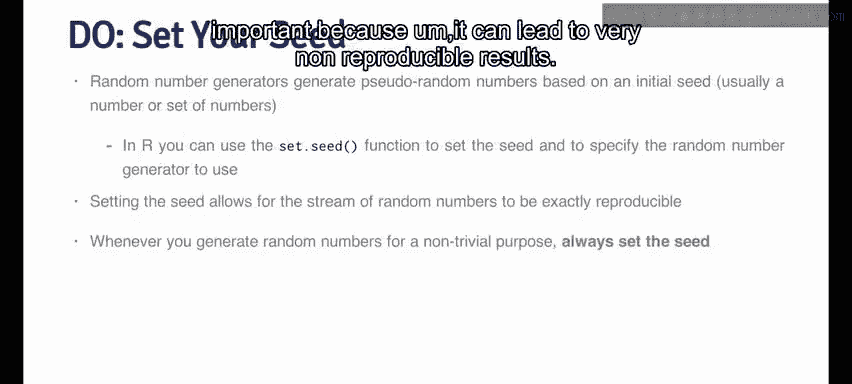 DO: Set Your Seed
important because um,it can lead to very
non reproducible results.
· Random number generators generate pseudo-random numbers based on an initial seed (usually a
number or set of numbers)
- In R you can use the set.seed() function to set the seed and to specify the random number
generator to use
· Setting the seed allows for the stream of random numbers to be exactly reproducible
· Whenever you generate random numbers for a non-trivial purpose, always set the seed